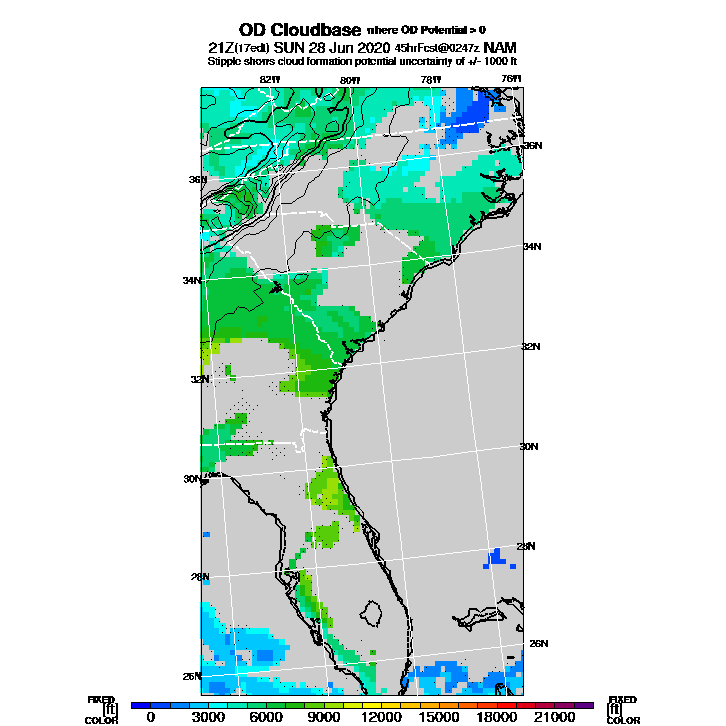 OD Cloudbase where OD Potential > 0
21Z(17edt) SUN 28 Jun 2020 45hrFcst@0247z NAM
Stipple shows cloud formation potential uncertainty of +/- 1000 ft
82W 80W 78W 76W
36N 36N
34N 34N
32N 32N
30N 30N
28N 28N
26N 26N
FIXED FIXED
[ft] 0 3000 6000 9000 12000 15000 18000 21000 [ft]
COLOR COLOR